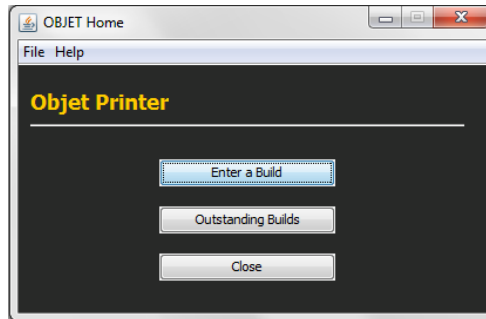 OBJET Home
File Help
Objet Printer
Enter a Build
Outstanding Builds
Close